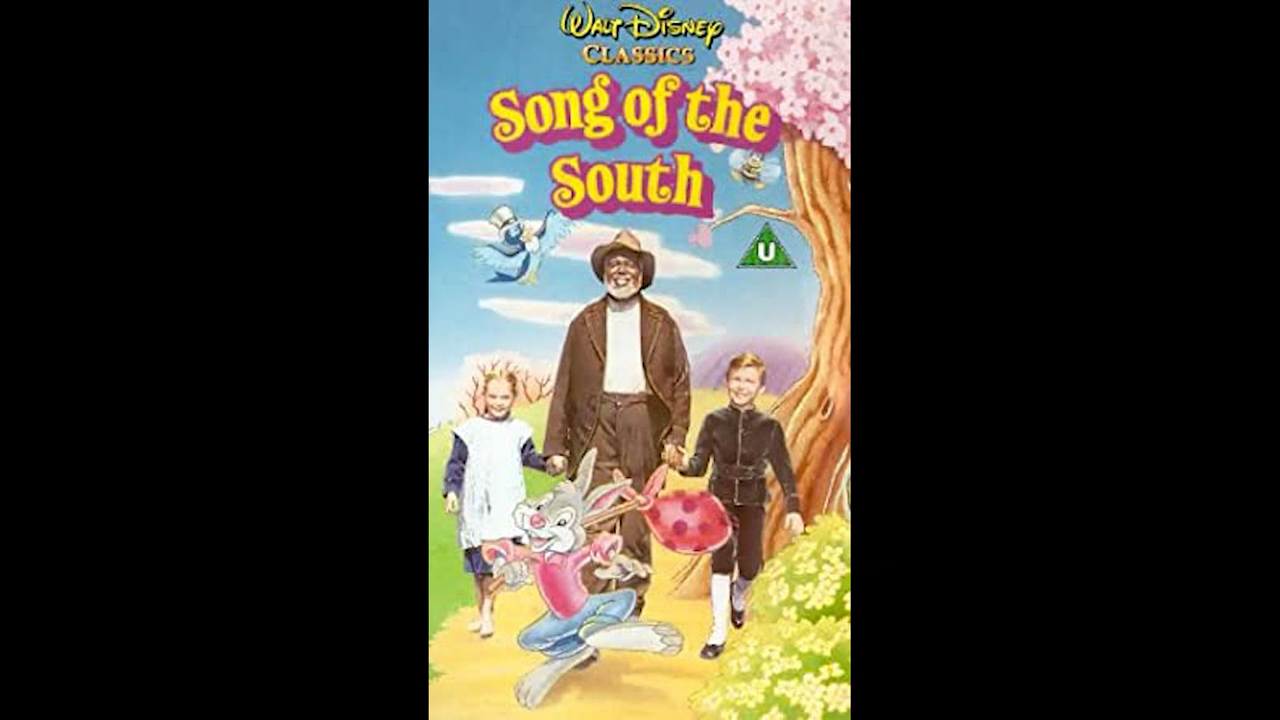 Walt Disney
Classics
Song of the
South
U